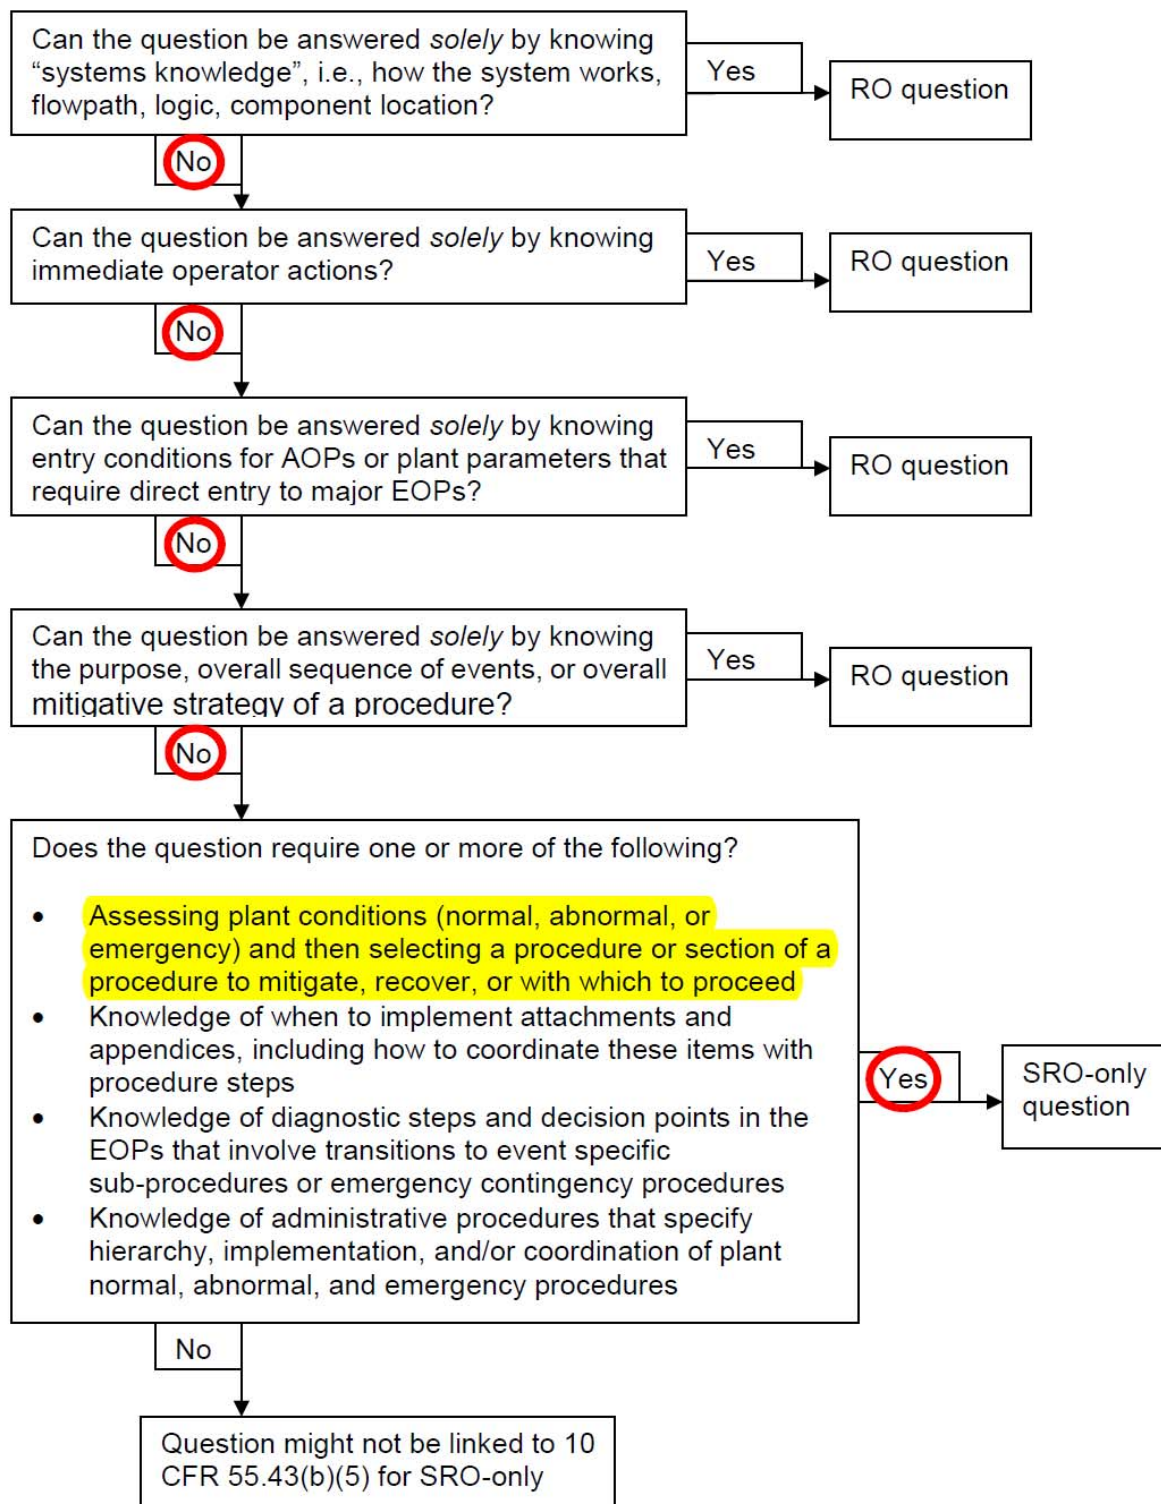 Can the question be answered solely by knowing
“systems knowledge”, i.e., how the system works,
flowpath, logic, component location?
Yes
RO question
No
Can the question be answered solely by knowing
immediate operator actions?
Yes
RO question
No
Can the question be answered solely by knowing
entry conditions for AOPs or plant parameters that
require direct entry to major EOPs?
Yes
RO question
No
Can the question be answered solely by knowing
the purpose, overall sequence of events, or overall
mitigative strategy of a procedure?
Yes
RO question
No
Does the question require one or more of the following?
• Assessing plant conditions (normal, abnormal, or
emergency) and then selecting a procedure or section of a
procedure to mitigate, recover, or with which to proceed
• Knowledge of when to implement attachments and
appendices, including how to coordinate these items with
procedure steps
• Knowledge of diagnostic steps and decision points in the
EOPs that involve transitions to event specific
sub-procedures or emergency contingency procedures
• Knowledge of administrative procedures that specify
hierarchy, implementation, and/or coordination of plant
normal, abnormal, and emergency procedures
Yes
SRO-only
question
No
Question might not be linked to 10
CFR 55.43(b)(5) for SRO-only